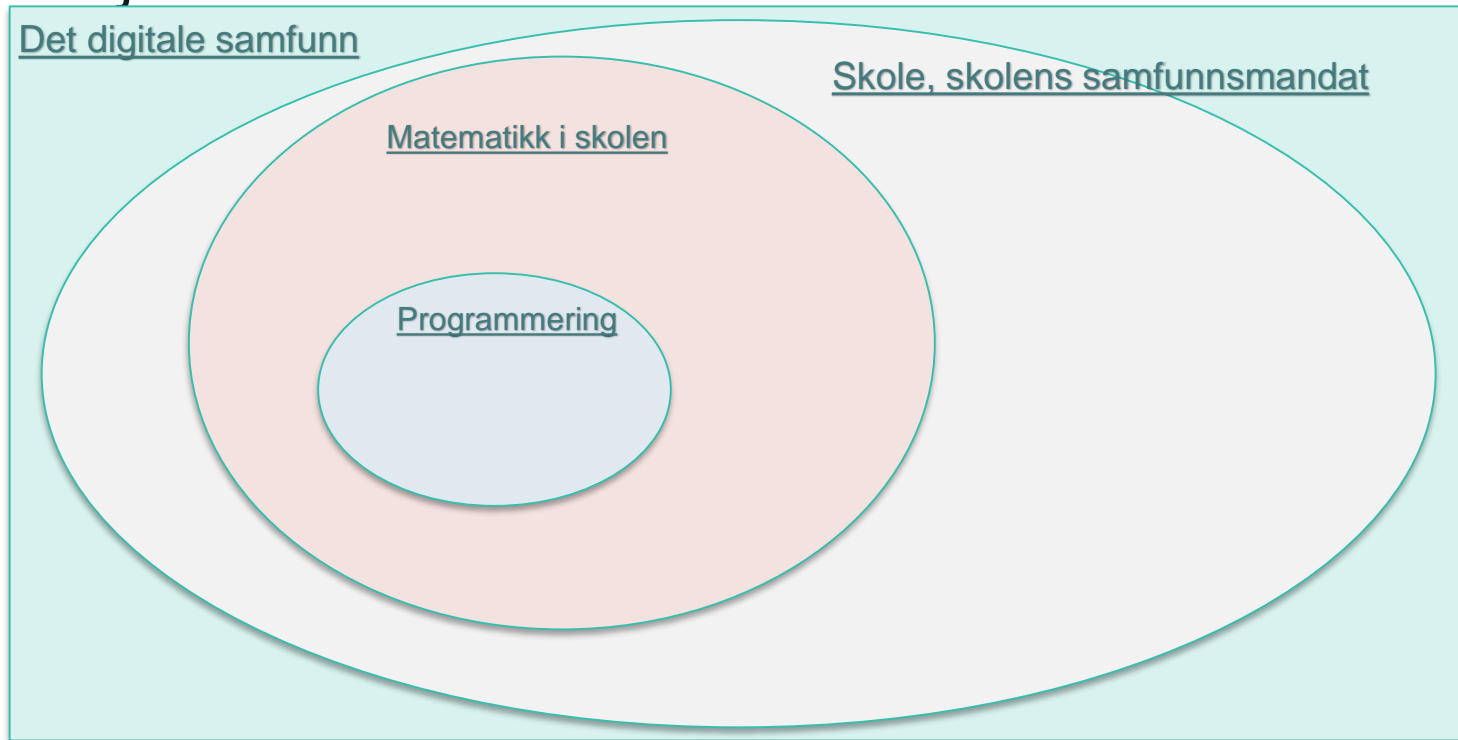 Det digitale samfunn
Skole, skolens samfunnsmandat
Matematikk i skolen
Programmering